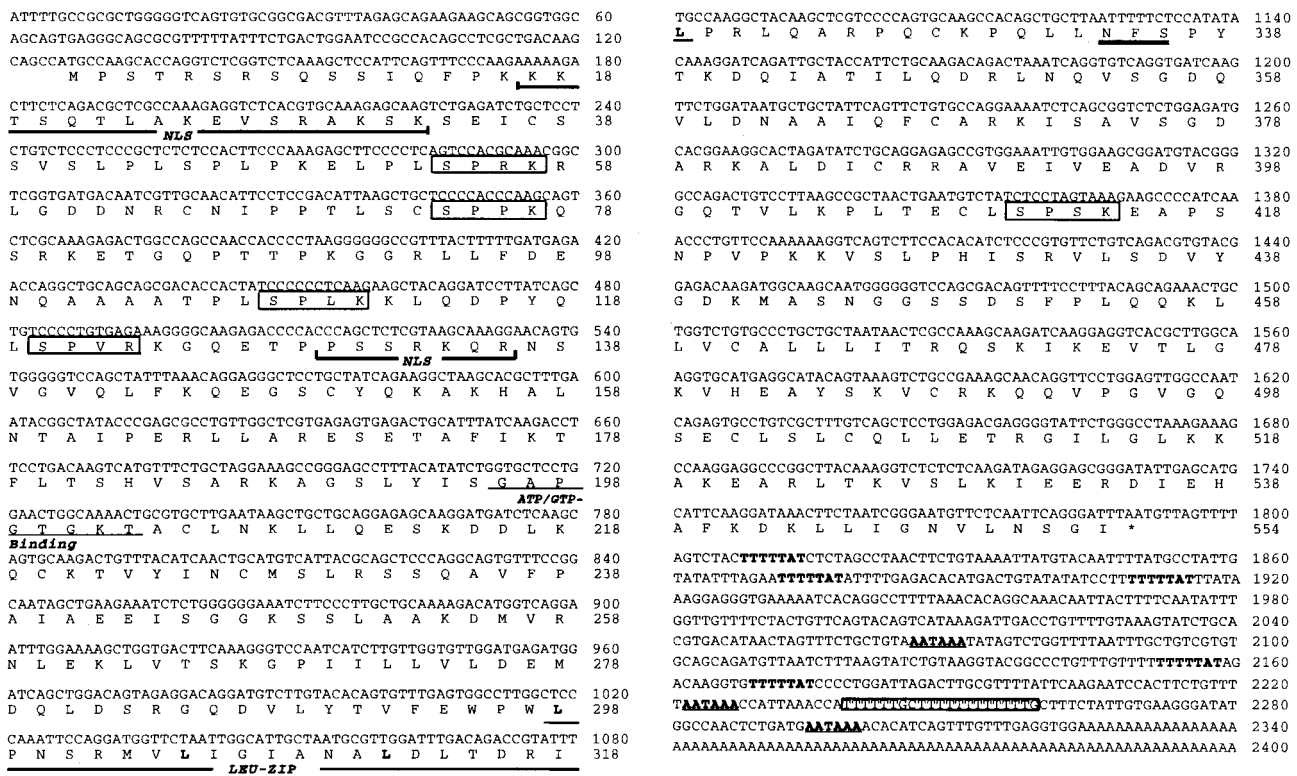 ATTTTGCCGCGCTGGGGGTCAGTGTGCGGCGACGTTTAGAGCAGAAGAAGCAGCGGTGGC 60
AGCAGTGAGGGCAGCGCGTTTTTATTTCTGACTGGAATCCGCCACAGCCTCGCTGACAAG 120
CAGCCATGCCAAGCACCAGGTCTCGGTCTCAAAGCTCCATTCAGTTTCCCAAGAAAAAGA 180
M P S T R S R S Q S S I Q F P K K K 18
CTTCTCAGACGCTCGCCAAAGAGGTCTCACGTGCAAAGAGCAAGTCTGAGATCTGCTCCT 240
T S Q T L A K E V S R A K S K S E I C S 38
NLS
CTGTCTCCCTCCCGCTCTCTCCACTTCCCAAAGAGCTTCCCCTCAGTCCACGCAAACGGC 300
S V S L P L S P L P K E L P L S P R K R 58
TCGGTGATGACAATCGTTGCAACATTCCTCCGACATTAAGCTGCTCCCCACCCAAGCAGT 360
L G D D N R C N I P P T L S C S P P K Q 78
CTCGCAAAGAGACTGGCCAGCCAACCACCCCTAAGGGGGGCCGTTTACTTTTTGATGAGA 420
S R K E T G Q P T T P K G G R L L F D E 98
ACCAGGCTGCAGCAGCGACACCACTATCCCCCCTCAAGAAGCTACAGGATCCTTATCAGC 480
N Q A A A A T P L S P L K K L Q D P Y Q 118
TGTCCCCTGTGAGAAAGGGGCAAGAGACCCCACCCAGCTCTCGTAAGCAAAGGAACAGTG 540
L S P V R K G Q E T P P S S R K Q R N S 138
NLS
TGGGGGTCCAGCTATTTAAACAGGAGGGCTCCTGCTATCAGAAGGCTAAGCACGCTTTGA 600
V G V Q L F K Q E G S C Y Q K A K H A L 158
ATACGGCTATACCCGAGCGCCTGTTGGCTCGTGAGAGTGAGACTGCATTTATCAAGACCT 660
N T A I P E R L L A R E S E T A F I K T 178
TCCTGACAAGTCATGTTTCTGCTAGGAAAGCCGGGAGCCTTTACATATCTGGTGCTCCTG 720
F L T S H V S A R K A G S L Y I S G A P 198
ATP/GTP-
GAACTGGCAAAACTGCGTGCTTGAATAAGCTGCTGCAGGAGAGCAAGGATGATCTCAAGC 780
G T G K T A C L N K L L Q E S K D D L K 218
Binding
AGTGCAAGACTGTTTACATCAACTGCATGTCATTACGCAGCTCCCAGGCAGTGTTTCCGG 840
Q C K T V Y I N C M S L R S S Q A V F P 238
CAATAGCTGAAGAAATCTCTGGGGGGAAATCTTCCCTTGCTGCAAAAGACATGGTCAGGA 900
A I A E E I S G G K S S L A A K D M V R 258
ATTTGGAAAAGCTGGTGACTTCAAAGGGTCCAATCATCTTGTTGGTGTTGGATGAGATGG 960
N L E K L V T S K G P I I L L V L D E M 278
ATCAGCTGGACAGTAGAGGACAGGATGTCTTGTACACAGTGTTTGAGTGGCCTTGGCTCC 1020
D Q L D S R G Q D V L Y T V F E W P W L 298
CAAATTCCAGGATGGTTCTAATTGGCATTGCTAATGCGTTGGATTTGACAGACCGTATTT 1080
P N S R M V L I G I A N A L D L T D R I 318
LEU-ZIP
TGCCAAGGCTACAAGCTCGTCCCCAGTGCAAGCCACAGCTGCTTAATTTTTCTCCATATA 1140
L P R L Q A R P Q C K P Q L L N F S P Y 338
CAAAGGATCAGATTGCTACCATTCTGCAAGACAGACTAAATCAGGTGTCAGGTGATCAAG 1200
T K D Q I A T I L Q D R L N Q V S G D Q 358
TTCTGGATAATGCTGCTATTCAGTTCTGTGCCAGGAAAATCTCAGCGGTCTCTGGAGATG 1260
V L D N A A I Q F C A R K I S A V S G D 378
CACGGAAGGCACTAGATATCTGCAGGAGAGCCGTGGAAATTGTGGAAGCGGATGTACGGG 1320
A R K A L D I C R R A V E I V E A D V R 398
GCCAGACTGTCCTTAAGCCGCTAACTGAATGTCTATCTCCTAGTAAAGAAGCCCCATCAA 1380
G Q T V L K P L T E C L S P S K E A P S 418
ACCCTGTTCCAAAAAAGGTCAGTCTTCCACACATCTCCCGTGTTCTGTCAGACGTGTACG 1440
N P V P K K V S L P H I S R V L S D V Y 438
GAGACAAGATGGCAAGCAATGGGGGGTCCAGCGACAGTTTTCCTTTACAGCAGAAACTGC 1500
G D K M A S N G G S S D S F P L Q Q K L 458
TGGTCTGTGCCCTGCTGCTAATAACTCGCCAAAGCAAGATCAAGGAGGTCACGCTTGGCA 1560
L V C A L L L I T R Q S K I K E V T L G 478
AGGTGCATGAGGCATACAGTAAAGTCTGCCGAAAGCAACAGGTTCCTGGAGTTGGCCAAT 1620
K V H E A Y S K V C R K Q Q V P G V G Q 498
CAGAGTGCCTGTCGCTTTGTCAGCTCCTGGAGACGAGGGGTATTCTGGGCCTAAAGAAAG 1680
S E C L S L C Q L L E T R G I L G L K K 518
CCAAGGAGGCCCGGCTTACAAAGGTCTCTCTCAAGATAGAGGAGCGGGATATTGAGCATG 1740
A K E A R L T K V S L K I E E R D I E H 538
CATTCAAGGATAAACTTCTAATCGGGAATGTTCTCAATTCAGGGATTTAATGTTAGTTTT 1800
A F K D K L L I G N V L N S G I * 554
AGTCTACTTTTTATCTCTAGCCTAACTTCTGTAAAATTATGTACAATTTTATGCCTATTG 1860
TATATTTAGAATTTTTATATTTTGAGACACATGACTGTATATATCCTTTTTTTATTTATA 1920
AAGGAGGGTGAAAAATCACAGGCCTTTTAAACACAGGCAAACAATTACTTTTCAATATTT 1980
GGTTGTTTTCTACTGTTCAGTACAGTCATAAAGATTGACCTGTTTTGTAAAGTATCTGCA 2040
CGTGACATAACTAGTTTCTGCTGTAAATAAATATAGTCTGGTTTTAATTTGCTGTCGTGT 2100
GCAGCAGATGTTAATCTTTAAGTATCTGTAAGGTACGGCCCTGTTTGTTTTTTTTTATAG 2160
ACAAGGTGTTTTTATCCCCTGGATTAGACTTGCGTTTTATTCAAGAATCCACTTCTGTTT 2220
TAATAAACCATTAAACCATTTTTTGCTTTTTTTTTTTTGCTTTCTATGTGAAGGGATAT 2280
GGCCAACTCTGATGAATAAAACACATCAGTTTGTTTGAGGTGGAAAAAAAAAAAAAAAAA 2340
AAAAAAAAAAAAAAAAAAAAAAAAAAAAAAAAAAAAAAAAAAAAAAAAAAAAAAAAAAAA 2400